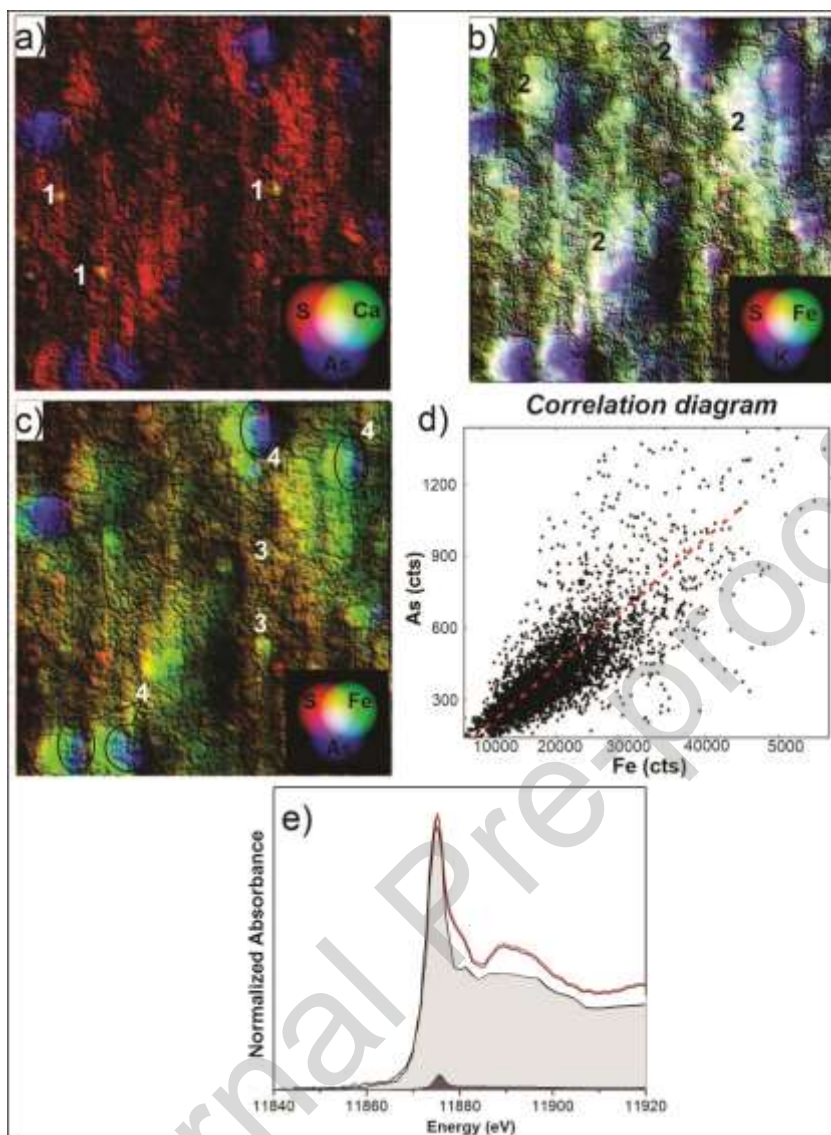 a)
1
1
1
S
Ca
As
b)
2
2
2
2
S
Fe
K
c)
4
4
3
3
4
S
Fe
As
Correlation diagram
d)
1200
900
600
300
As (cts)
10000 20000 30000 40000 5000
Fe (cts)
e)
Normalized Absorbance
11840 11860 11880 11900 11920
Energy (eV)
rnal Pre-proo